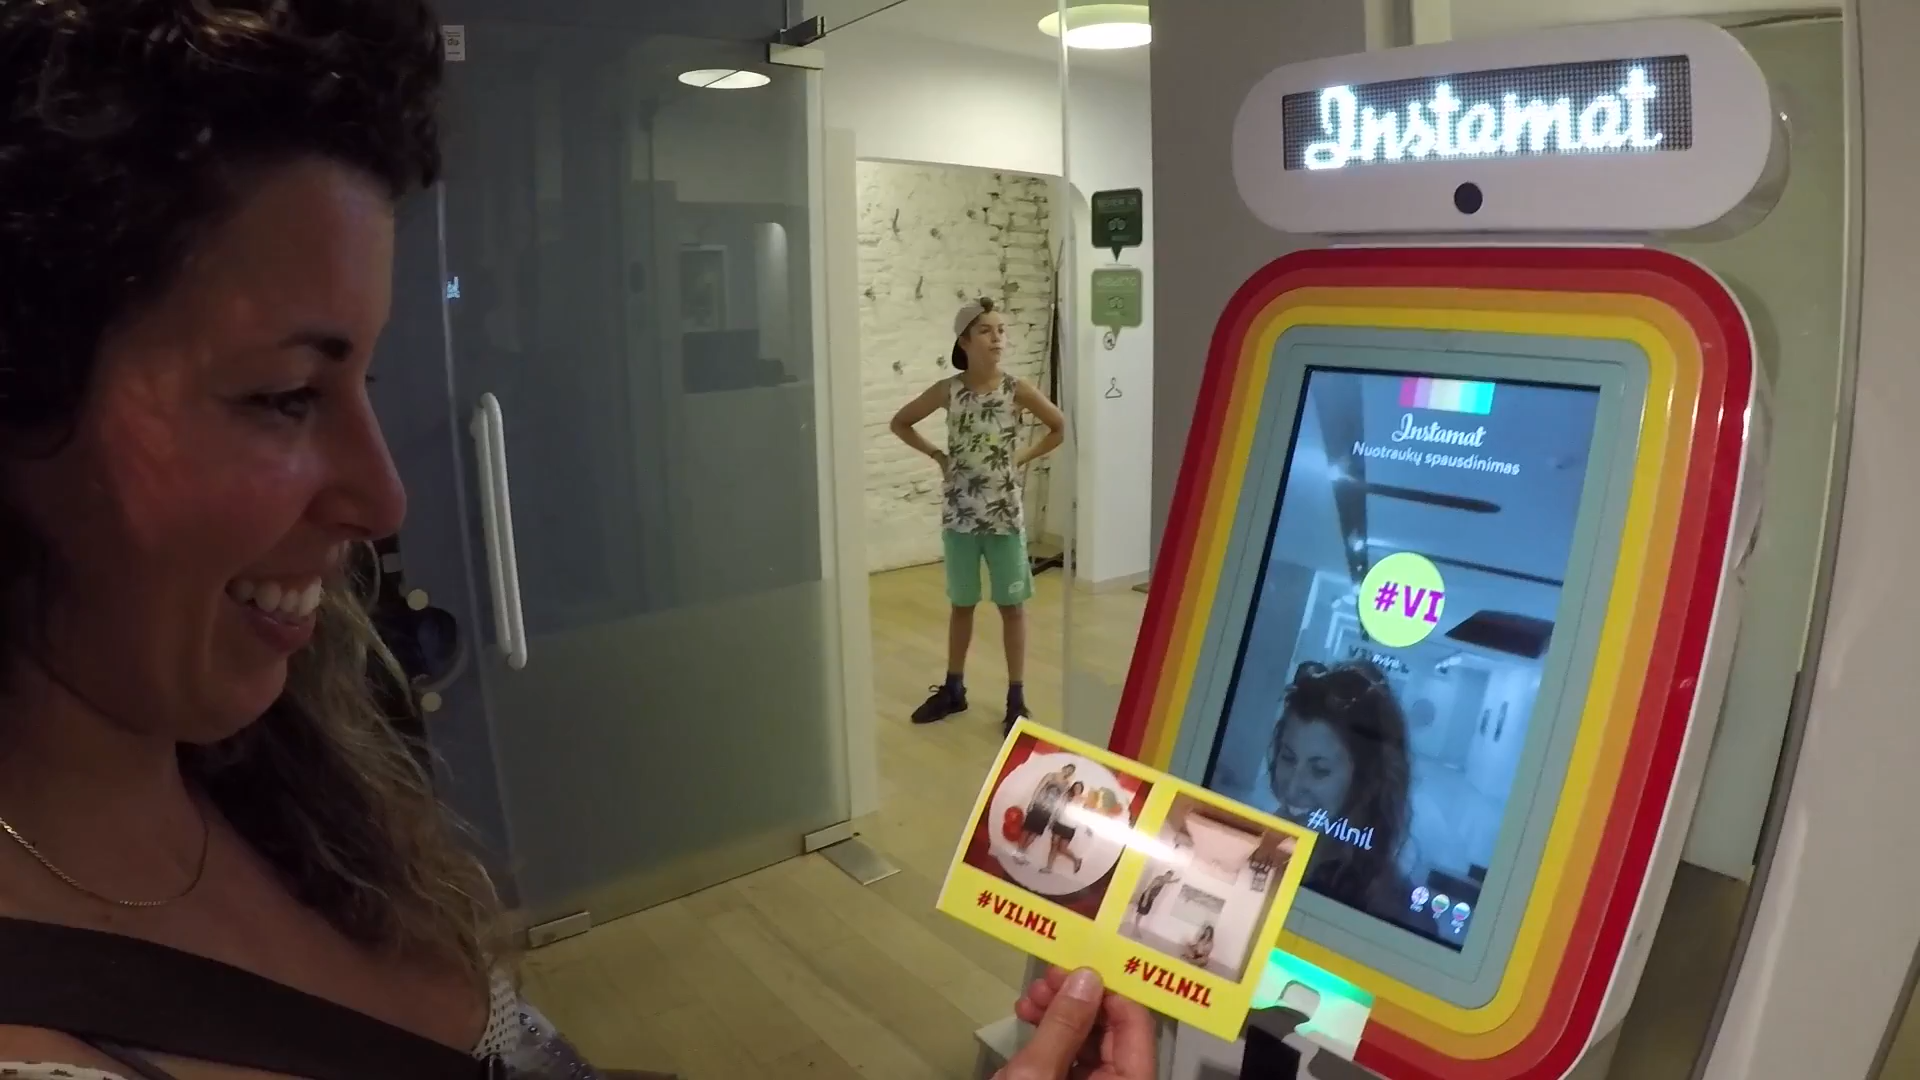 Instamat
Instamat
Nuotraukų spausdinimas
#VI
#vilnil
#VILNIL
#VILNIL